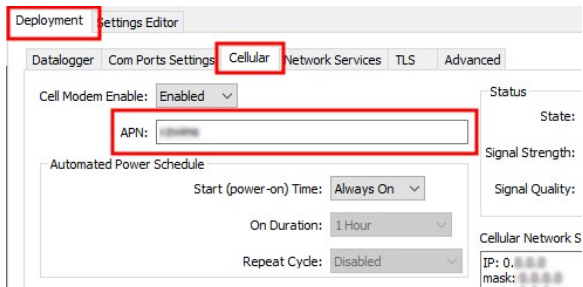 Deployment Settings Editor
Datalogger Com Ports Settings Cellular Network Services TLS Advanced
Cell Modem Enable: Enabled
APN:
Automated Power Schedule
Start (power-on) Time: Always On
On Duration: 1 Hour
Repeat Cycle: Disabled
Status
State:
Signal Strength:
Signal Quality:
Cellular Network S
IP: 0.
mask: